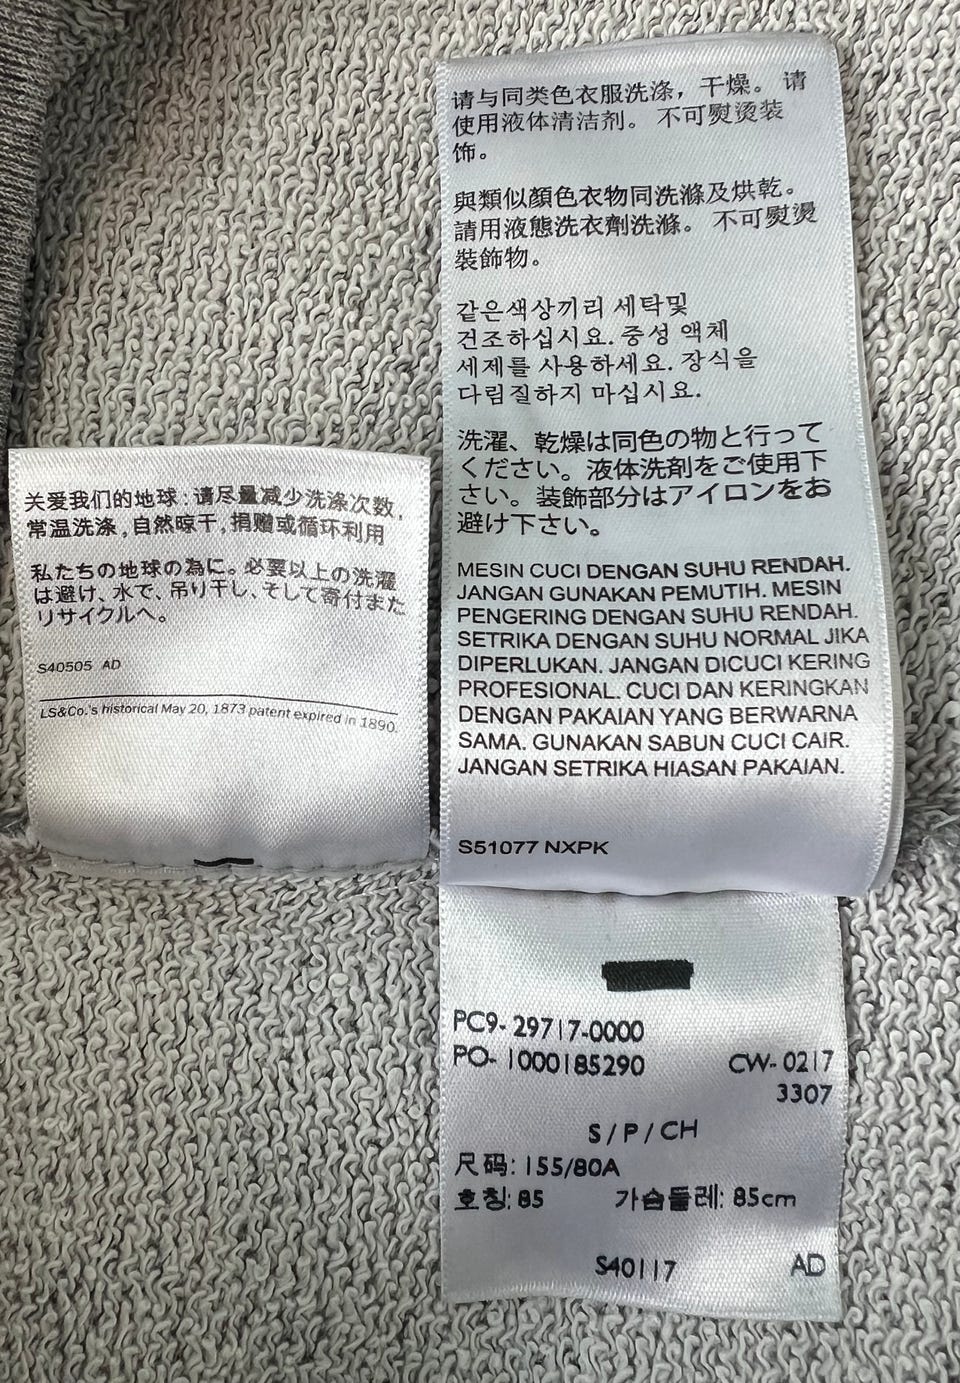 关爱我们的地球：请尽量减少洗涤次数，
常温洗涤，自然晾干，捐赠或循环利用
私たちの地球の為に。必要以上の洗濯
は避け、水で、吊り干し、そして寄付また
リサイクルへ。
S40505 AD
LS&Co.'s historical May 20, 1873 patent expired in 1890.
请与同类色衣服洗涤，干燥。请
使用液体清洁剂。不可熨烫装
饰。
與類似顏色衣物同洗滌及烘乾。
請用液態洗衣劑洗滌。不可熨燙
裝飾物。
같은색상끼리 세탁및
건조하십시요. 중성 액체
세제를 사용하세요. 장식을
다림질하지 마십시요.
洗濯、乾燥は同色の物と行って
ください。液体洗剤をご使用下
さい。装飾部分はアイロンをお
避け下さい。
MESIN CUCI DENGAN SUHU RENDAH.
JANGAN GUNAKAN PEMUTIH. MESIN
PENGERING DENGAN SUHU RENDAH.
SETRIKA DENGAN SUHU NORMAL JIKA
DIPERLUKAN. JANGAN DICUCI KERING
PROFESIONAL. CUCI DAN KERINGKAN
DENGAN PAKAIAN YANG BERWARNA
SAMA. GUNAKAN SABUN CUCI CAIR.
JANGAN SETRIKA HIASAN PAKAIAN.
S51077 NXPK
PC9-29717-0000
PO-1000185290 CW-0217
3307
S/P/CH
尺码: 155/80A
호칭: 85 가슴둘레: 85cm
S40117 AD